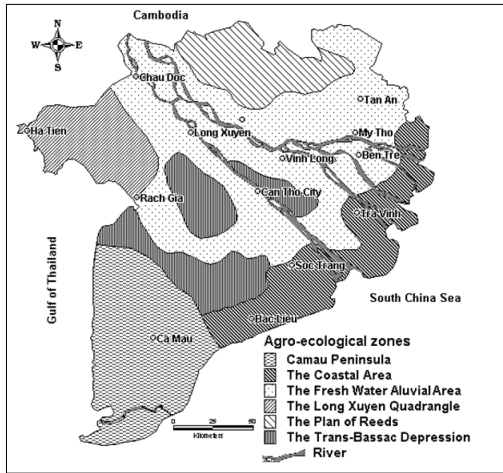 Cambodia
N
W E
S
Chau Doc
Tan An
Ha Tien
Long Xuyen
My Tho
Vinh Long
Ben Tre
Can Tho City
Rach Gia
Tra Vinh
Gulf of Thailand
Soc Trang
South China Sea
Bac Lieu
Ca Mau
Agro-ecological zones
Camau Peninsula
The Coastal Area
The Fresh Water Aluvial Area
The Long Xuyen Quadrangle
The Plan of Reeds
The Trans-Bassac Depression
River
0 25 50
Kilometers